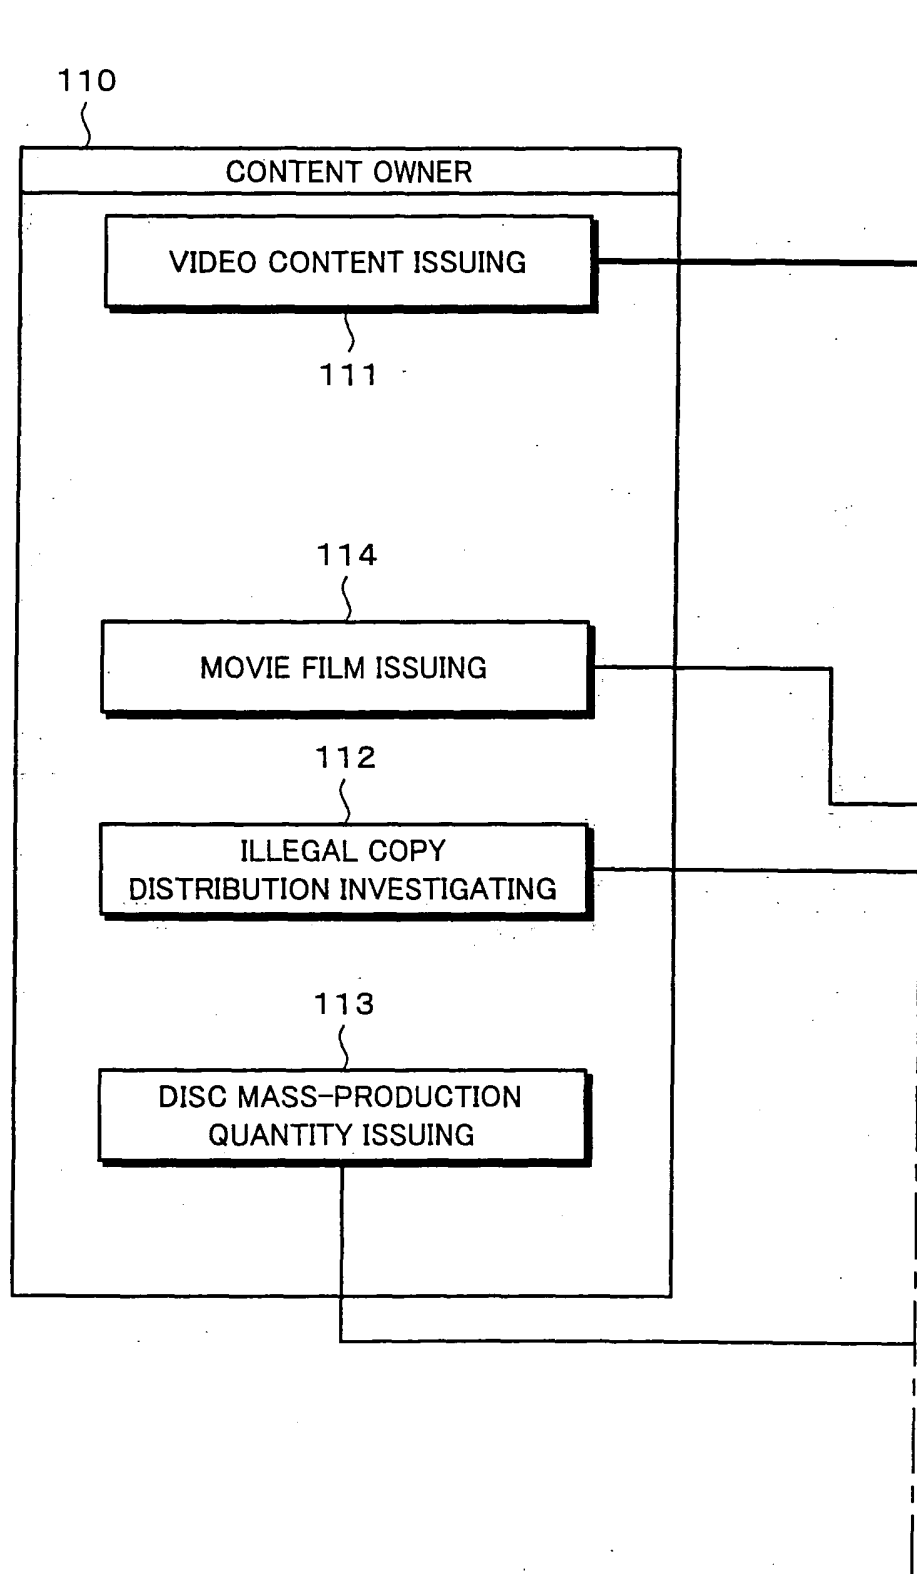 110
CONTENT OWNER
VIDEO CONTENT ISSUING
111
114
MOVIE FILM ISSUING
112
ILLEGAL COPY
DISTRIBUTION INVESTIGATING
113
DISC MASS-PRODUCTION
QUANTITY ISSUING